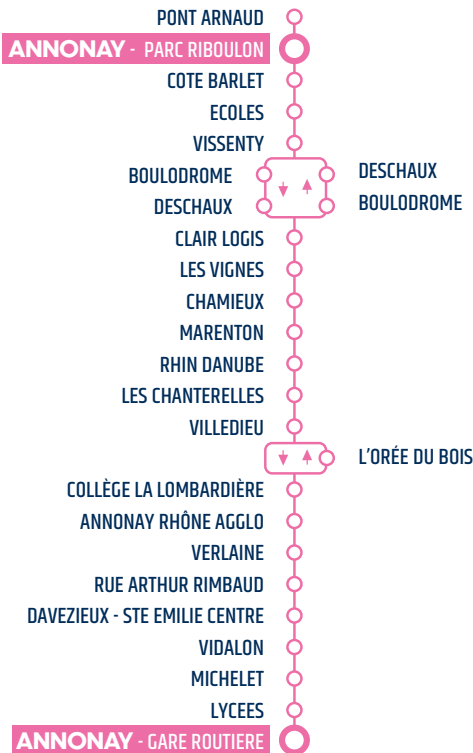 PONT ARNAUD
ANNONAY - PARC RIBOULON
COTE BARLET
ECOLES
VISSENTY
BOULODROME
DESCHAUX
DESCHAUX
BOULODROME
CLAIR LOGIS
LES VIGNES
CHAMIEUX
MARENTON
RHIN DANUBE
LES CHANTERELLES
VILLEDIEU
L'ORÉE DU BOIS
COLLÈGE LA LOMBARDIÈRE
ANNONAY RHÔNE AGGLO
VERLAINE
RUE ARTHUR RIMBAUD
DAVEZIEUX - STE EMILIE CENTRE
VIDALON
MICHELET
LYCEES
ANNONAY - GARE ROUTIERE